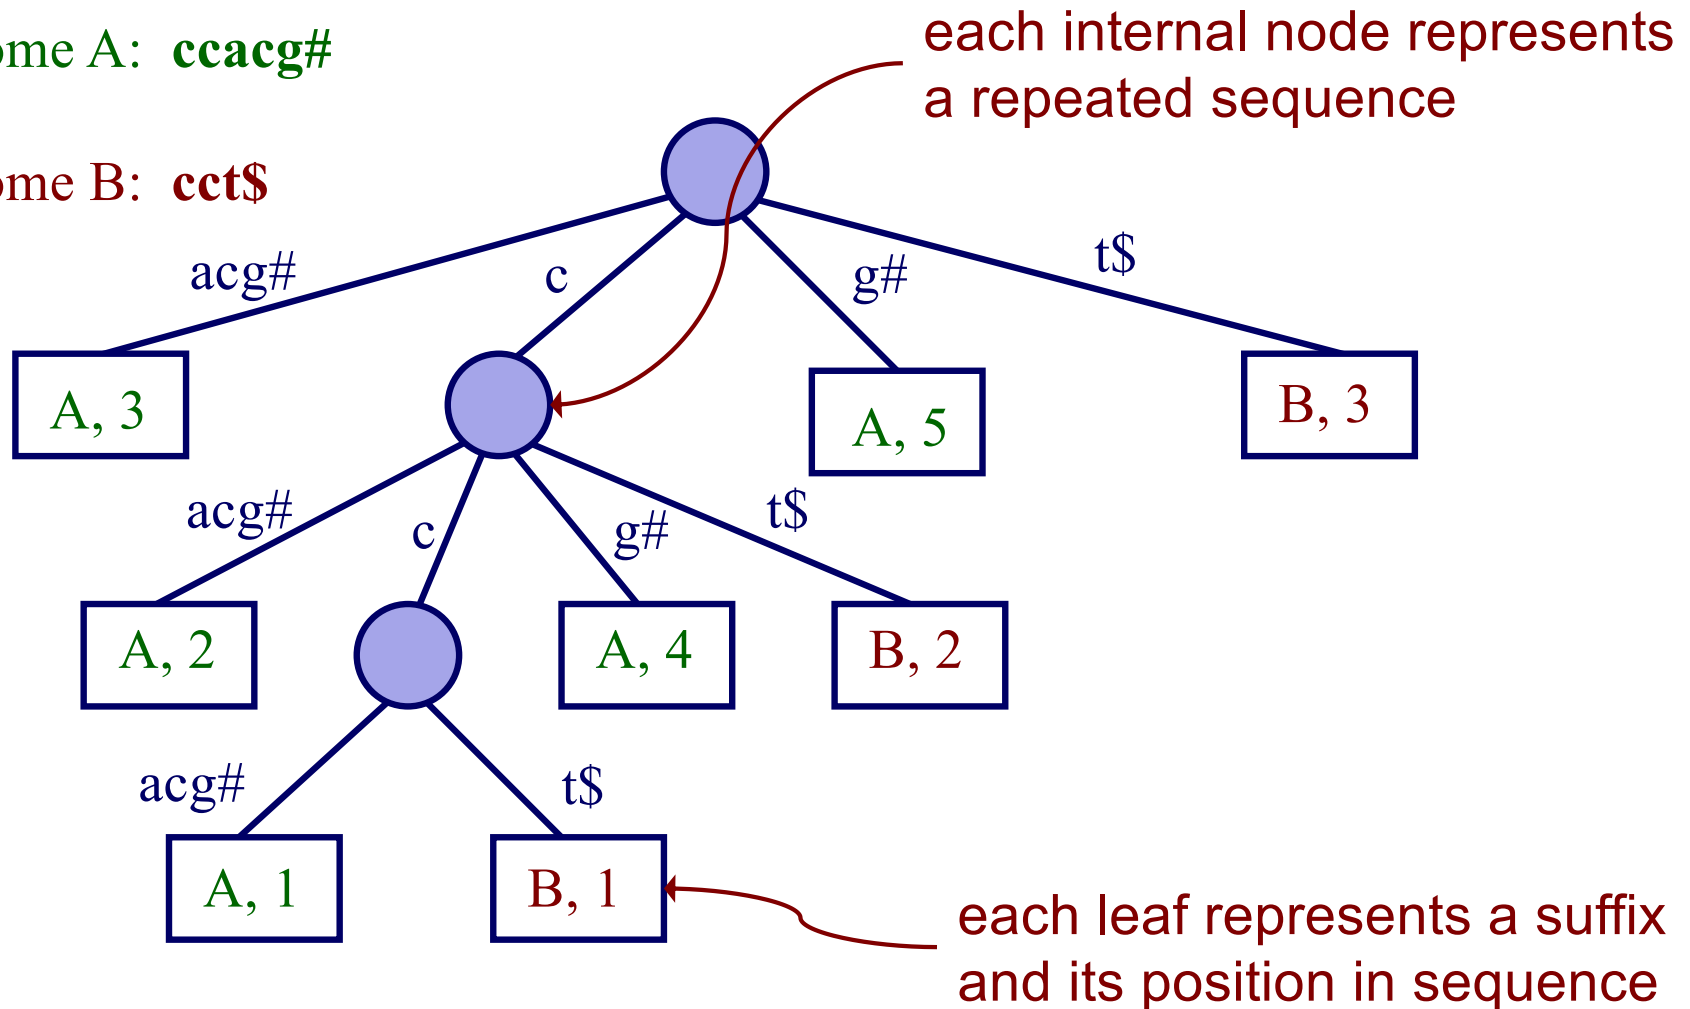 ome A: ccacg#
each internal node represents
a repeated sequence
ome B: cct$
acg#
c
g#
t$
A, 3
A, 5
B, 3
acg#
c
g#
t$
A, 2
A, 4
B, 2
acg#
t$
A, 1
B, 1
each leaf represents a suffix
and its position in sequence